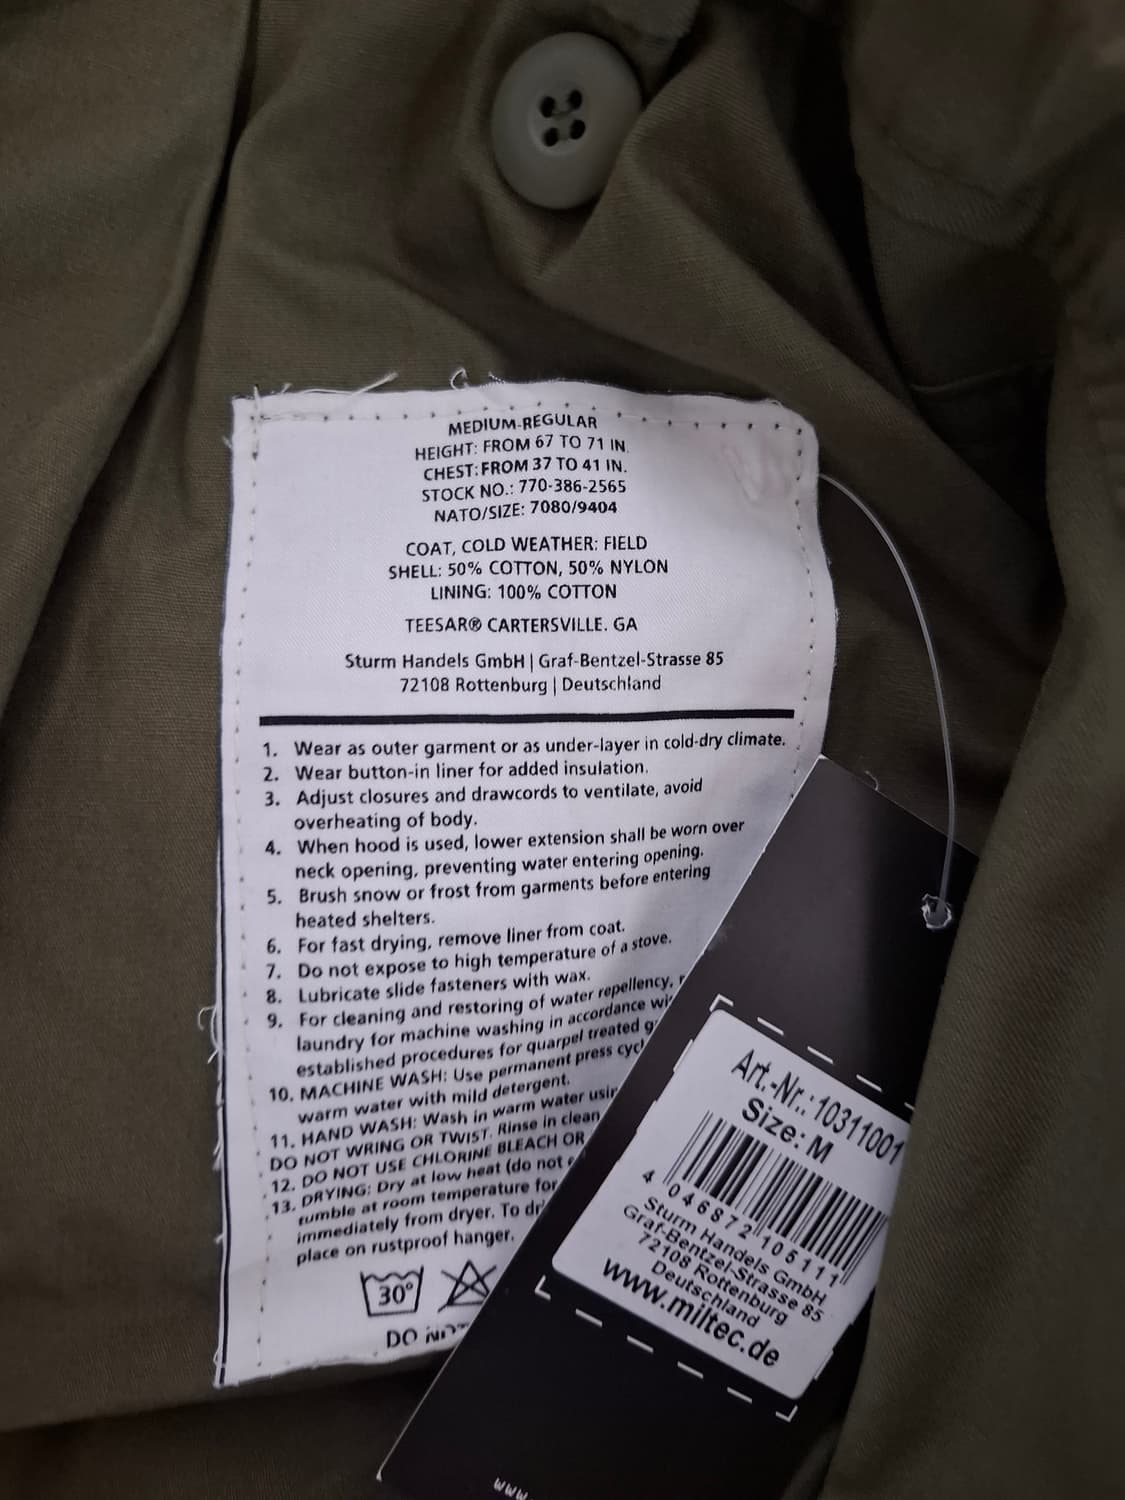 MEDIUM-REGULAR
HEIGHT: FROM 67 TO 71 IN.
CHEST: FROM 37 TO 41 IN.
STOCK NO.: 770-386-2565
NATO/SIZE: 7080/9404
COAT, COLD WEATHER: FIELD
SHELL: 50% COTTON, 50% NYLON
LINING: 100% COTTON
TEESAR® CARTERSVILLE. GA
Sturm Handels GmbH | Graf-Bentzel-Strasse 85
72108 Rottenburg | Deutschland
1. Wear as outer garment or as under-layer in cold-dry climate.
2. Wear button-in liner for added insulation.
3. Adjust closures and drawcords to ventilate, avoid
overheating of body.
4. When hood is used, lower extension shall be worn over
neck opening, preventing water entering opening.
5. Brush snow or frost from garments before entering
heated shelters.
6. For fast drying, remove liner from coat.
7. Do not expose to high temperature of a stove.
8. Lubricate slide fasteners with wax.
9. For cleaning and restoring of water repellency,
laundry for machine washing in accordance
established procedures for quarpel treated
10. MACHINE WASH: Use permanent press
warm water with mild detergent.
11. HAND WASH: Wash in warm water
DO NOT WRING OR TWIST. Rinse in clean
12. DO NOT USE CHLORINE BLEACH OR
13. DRYING: Dry at low heat (do not
tumble at room temperature for
immediately from dryer. To
place on rustproof hanger.
30°
DO NOT
Art.-Nr.: 10311001
Size: M
4 046872 105111
Sturm Handels GmbH
Graf-Bentzel-Strasse 85
72108 Rottenburg
Deutschland
www.miltec.de
www.